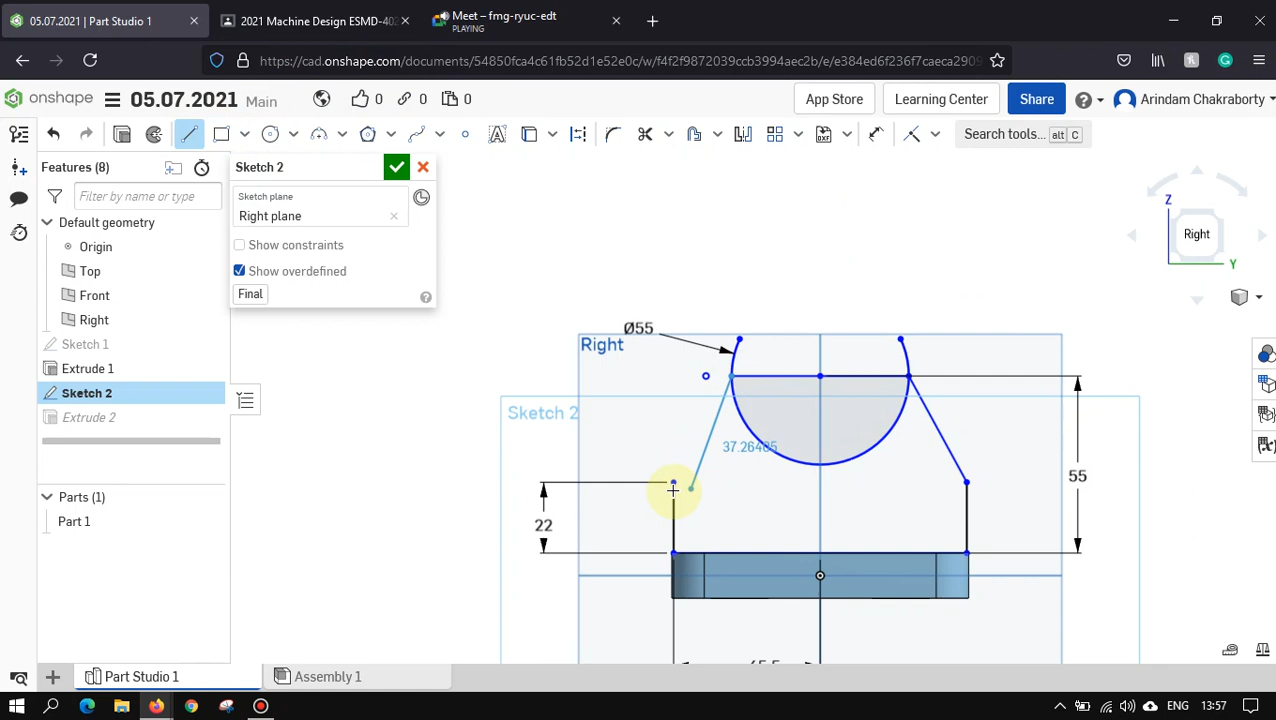 05.07.2021 | Part Studio 1
2021 Machine Design ESMD-402
Meet – fmg-ryuc-edt
PLAYING
https://cad.onshape.com/documents/54850fca4c61fb52d1e52e0c/w/f4f2f9872039ccb3994915ca2b/e/e384ed6f236f7caeca2909
onshape
05.07.2021 Main
0
0
0
App Store
Learning Center
Share
Arindam Chakraborty
Search tools...
alt
C
Features (8)
Filter by name or type
Default geometry
Origin
Top
Front
Right
Sketch 1
Extrude 1
Sketch 2
Extrude 2
Parts (1)
Part 1
Sketch 2
Sketch plane
Right plane
Show constraints
Show overdefined
Final
Z
Right
Y
Ø55
Right
Sketch 2
37.26405
55
22
Part Studio 1
Assembly 1
ENG
13:57